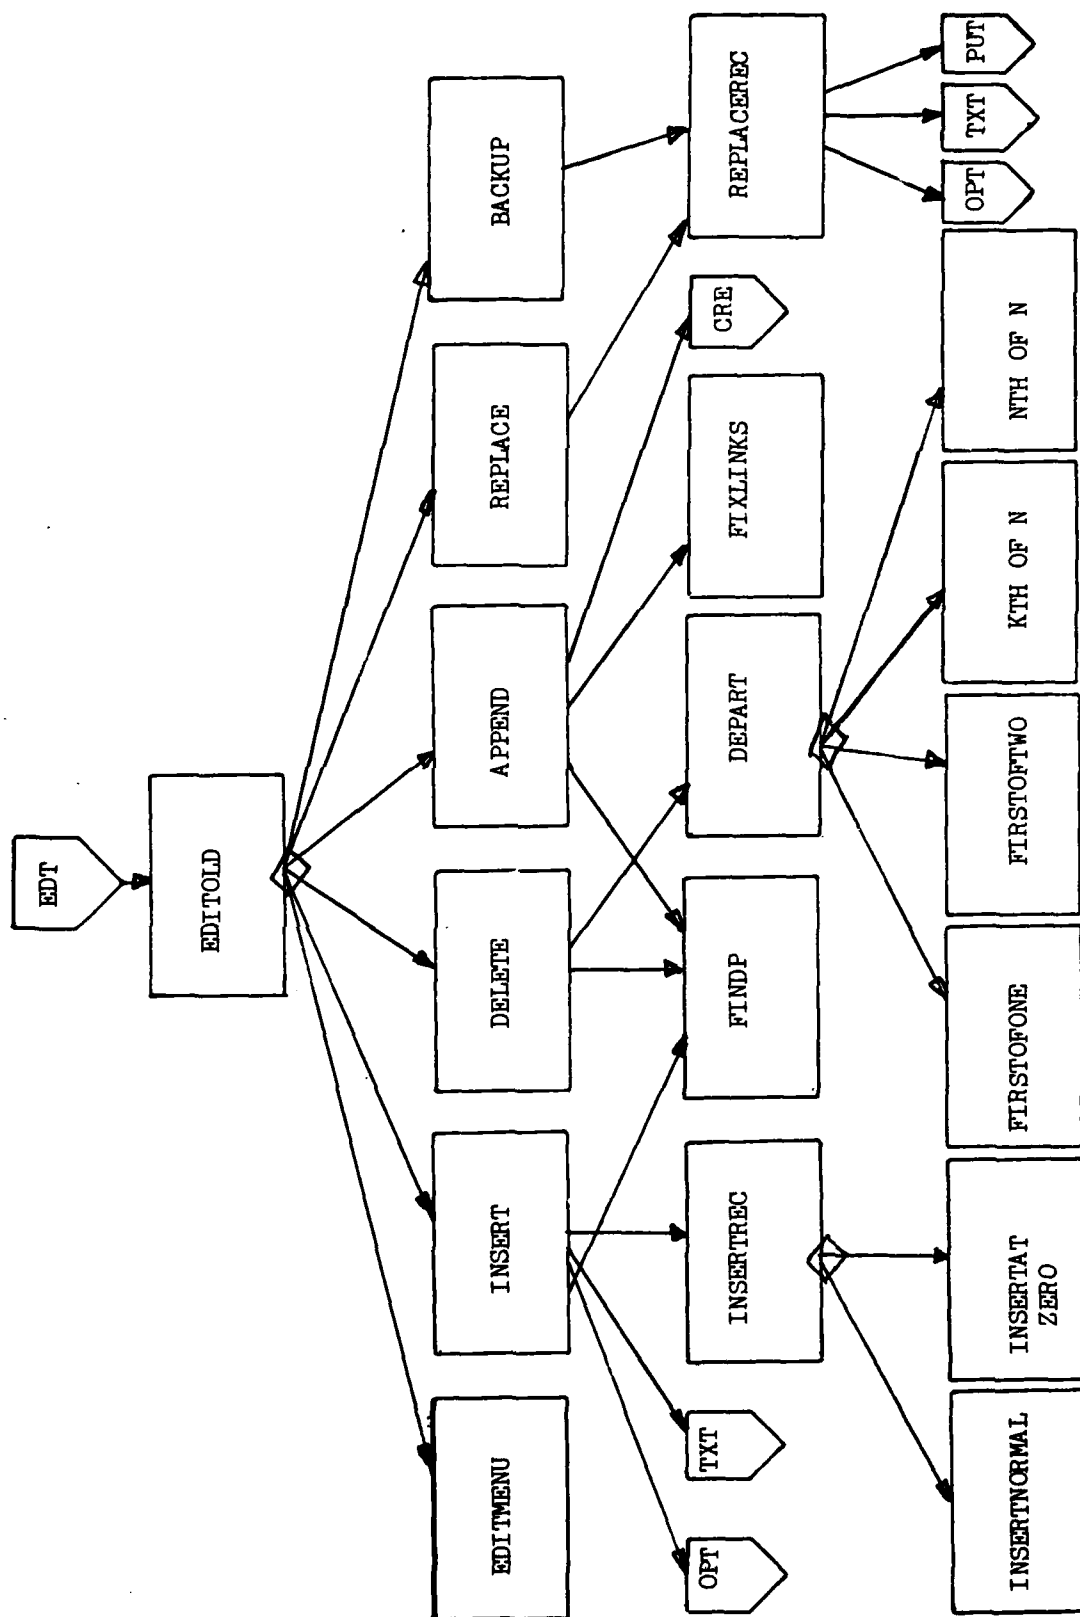 EDT
EDITOLD
EDITMENU
INSERT
DELETE
APPEND
REPLACE
BACKUP
OPT
TXT
INSERTREC
FINDP
DEPART
FIXLINKS
CRE
REPLACEREC
INSERTNORMAL
INSERTAT
ZERO
FIRSTOFONE
FIRSTOFTWO
KTH OF N
NTH OF N
OPT
TXT
PUT